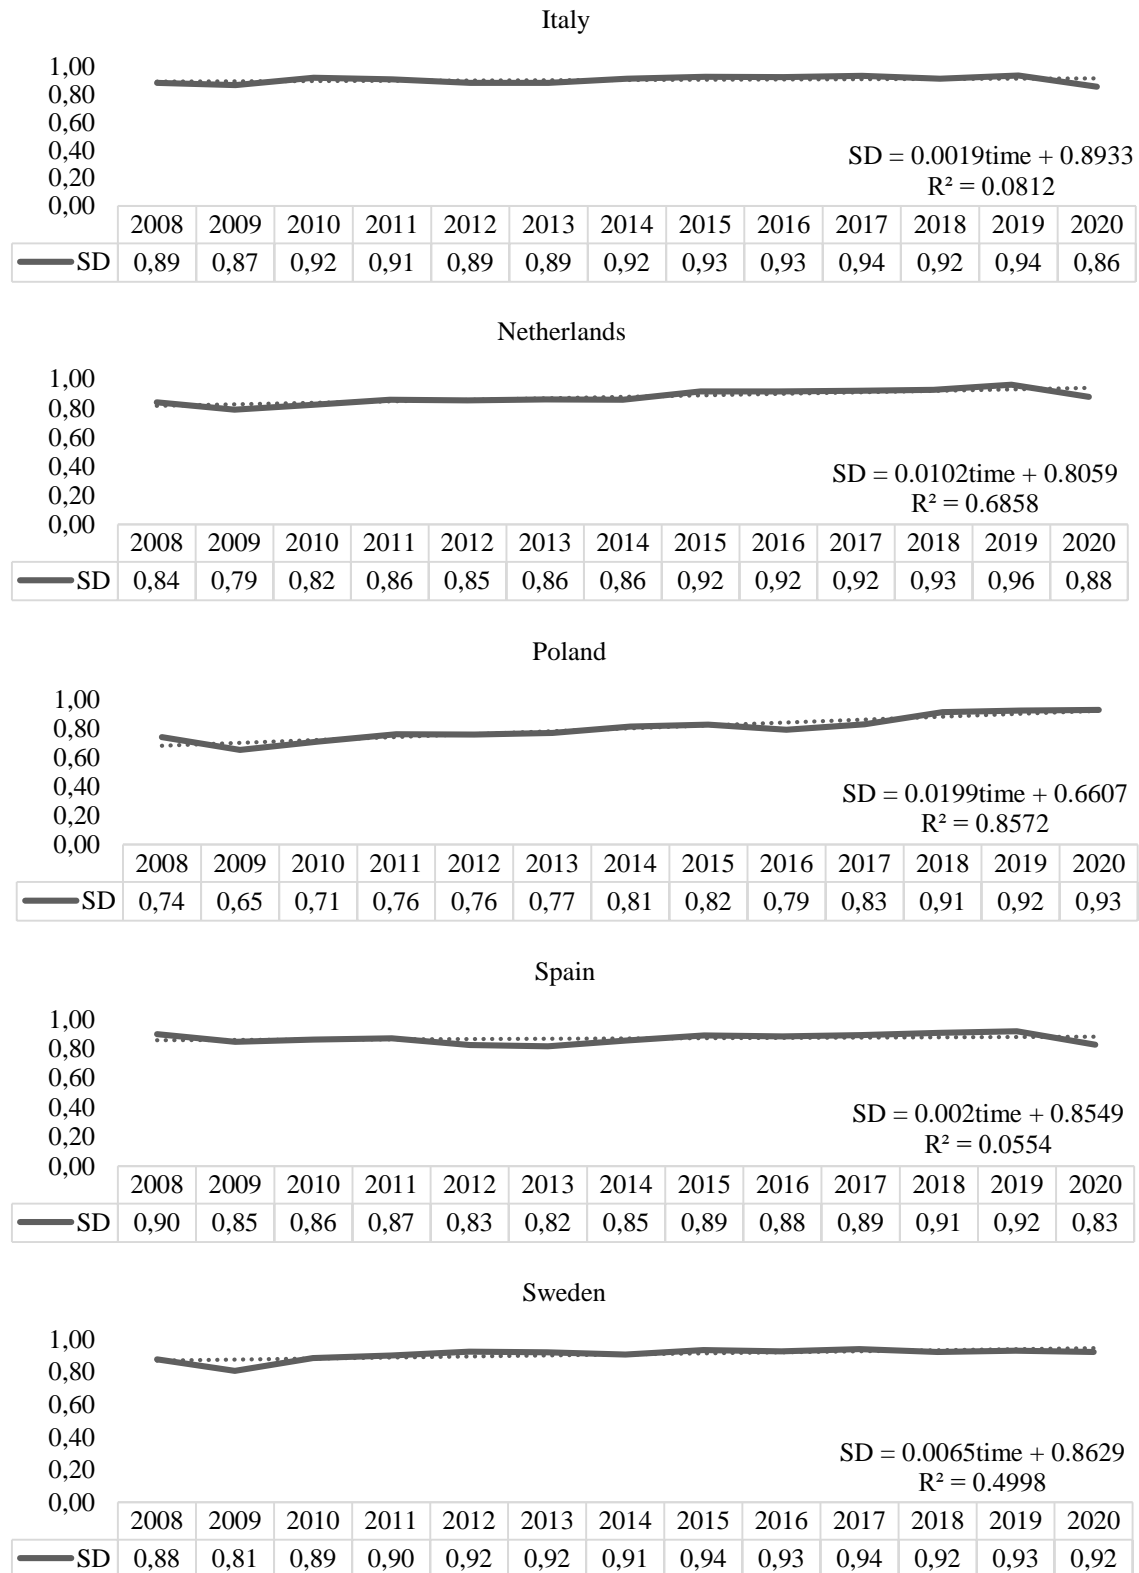 Italy
1,00
0,80
0,60
0,40
0,20
0,00
SD = 0.0019time + 0.8933
R² = 0.0812
2008 2009 2010 2011 2012 2013 2014 2015 2016 2017 2018 2019 2020
SD 0,89 0,87 0,92 0,91 0,89 0,89 0,92 0,93 0,93 0,94 0,92 0,94 0,86
Netherlands
1,00
0,80
0,60
0,40
0,20
0,00
SD = 0.0102time + 0.8059
R² = 0.6858
2008 2009 2010 2011 2012 2013 2014 2015 2016 2017 2018 2019 2020
SD 0,84 0,79 0,82 0,86 0,85 0,86 0,86 0,92 0,92 0,92 0,93 0,96 0,88
Poland
1,00
0,80
0,60
0,40
0,20
0,00
SD = 0.0199time + 0.6607
R² = 0.8572
2008 2009 2010 2011 2012 2013 2014 2015 2016 2017 2018 2019 2020
SD 0,74 0,65 0,71 0,76 0,76 0,77 0,81 0,82 0,79 0,83 0,91 0,92 0,93
Spain
1,00
0,80
0,60
0,40
0,20
0,00
SD = 0.002time + 0.8549
R² = 0.0554
2008 2009 2010 2011 2012 2013 2014 2015 2016 2017 2018 2019 2020
SD 0,90 0,85 0,86 0,87 0,83 0,82 0,85 0,89 0,88 0,89 0,91 0,92 0,83
Sweden
1,00
0,80
0,60
0,40
0,20
0,00
SD = 0.0065time + 0.8629
R² = 0.4998
2008 2009 2010 2011 2012 2013 2014 2015 2016 2017 2018 2019 2020
SD 0,88 0,81 0,89 0,90 0,92 0,92 0,91 0,94 0,93 0,94 0,92 0,93 0,92